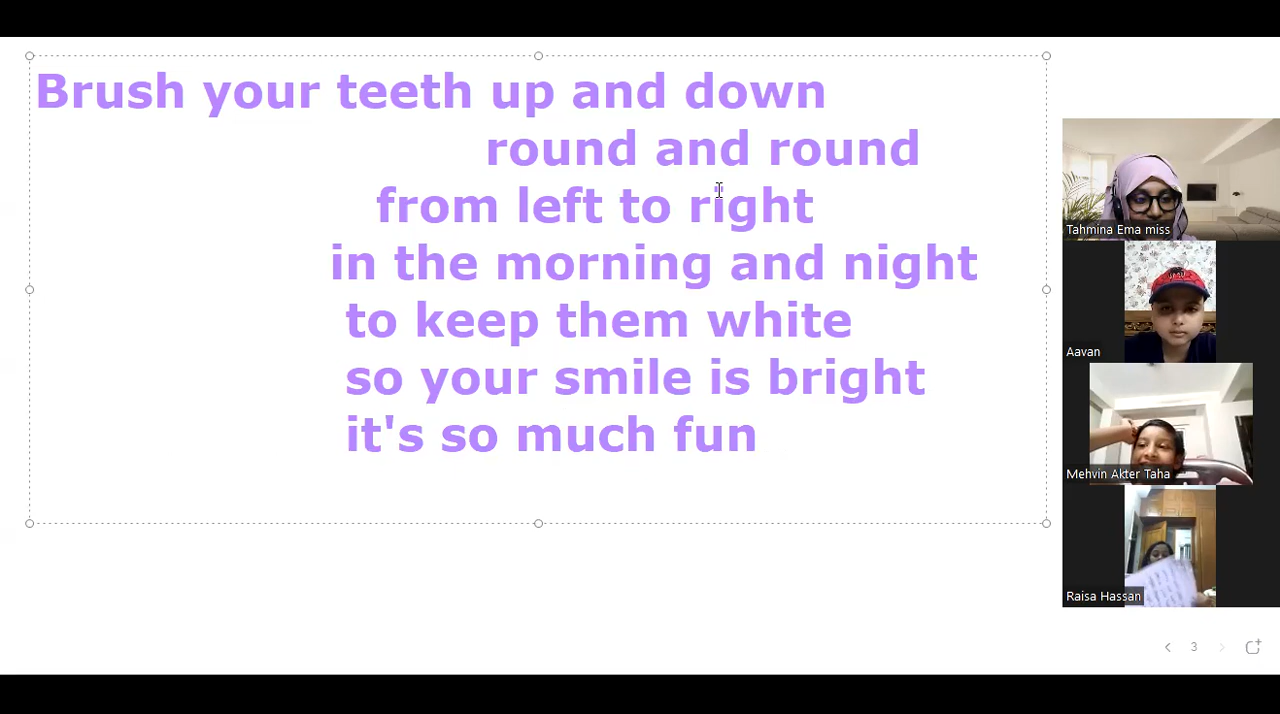 Brush your teeth up and down
round and round
from left to right
in the morning and night
to keep them white
so your smile is bright
it's so much fun
Tahmina Ema miss
Aavan
Mehvin Akter Taha
Raisa Hassan
3